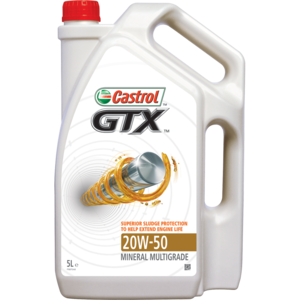 Castrol
GTX
SUPERIOR SLUDGE PROTECTION
TO HELP EXTEND ENGINE LIFE
20W-50
5L
MINERAL MULTIGRADE